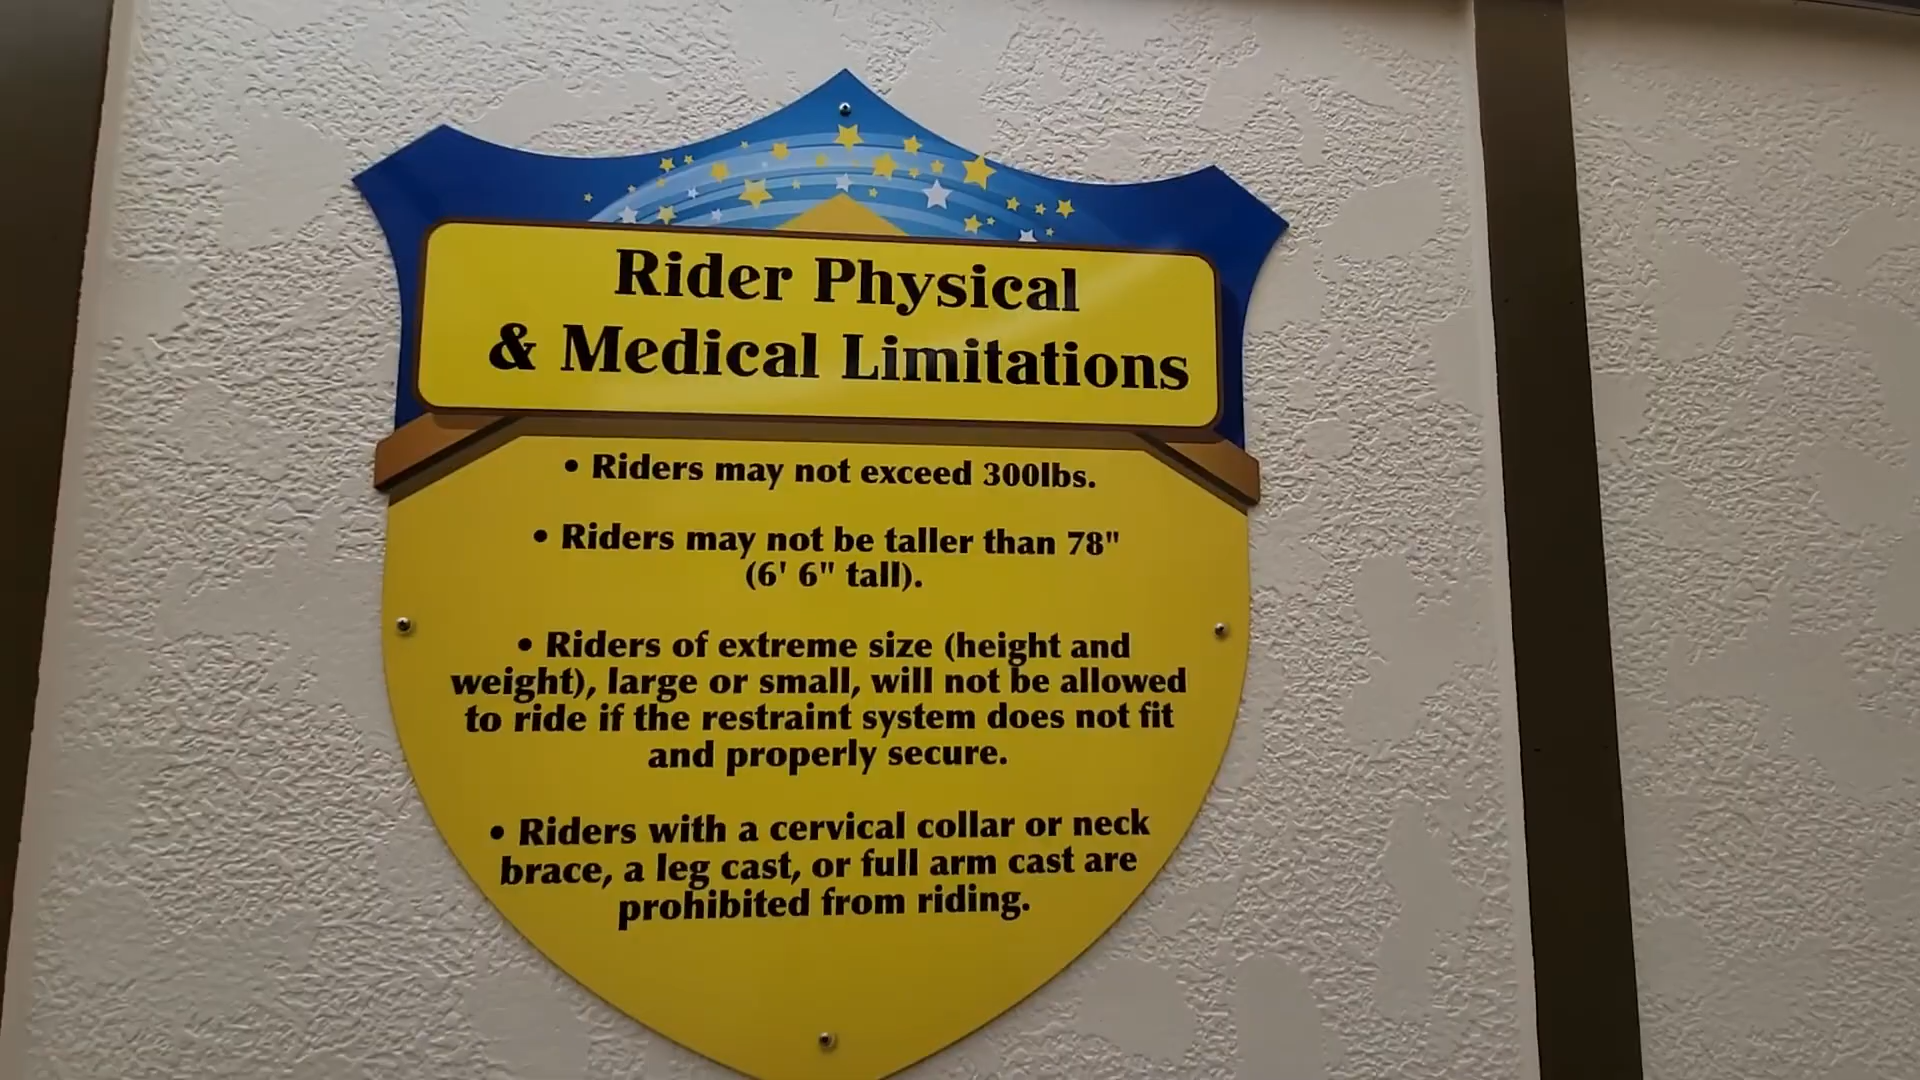 Rider Physical
& Medical Limitations
• Riders may not exceed 300lbs.
• Riders may not be taller than 78"
(6' 6" tall).
• Riders of extreme size (height and
weight), large or small, will not be allowed
to ride if the restraint system does not fit
and properly secure.
• Riders with a cervical collar or neck
brace, a leg cast, or full arm cast are
prohibited from riding.